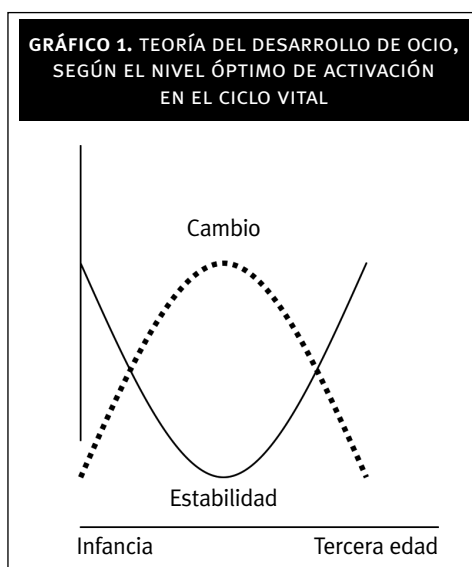 GRÁFICO 1. TEORÍA DEL DESARROLLO DE OCIO,
SEGÚN EL NIVEL ÓPTIMO DE ACTIVACIÓN
EN EL CICLO VITAL
Cambio
Estabilidad
Infancia Tercera edad